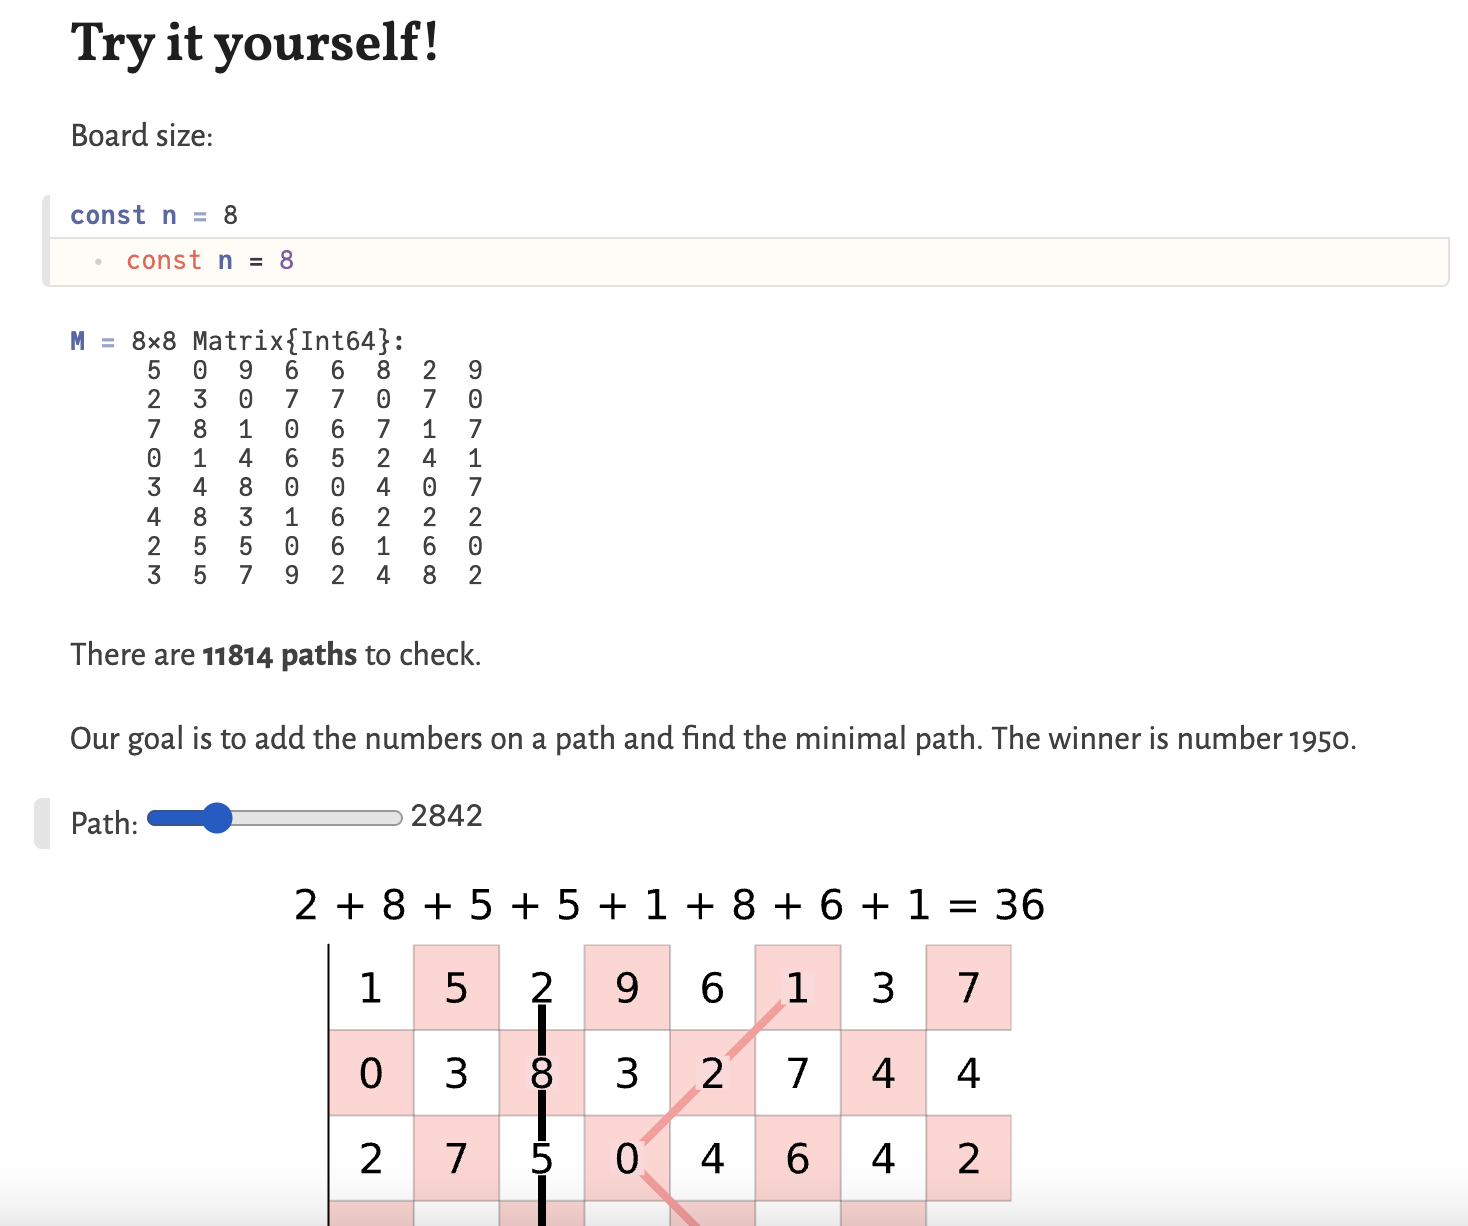 Try it yourself!
Board size:
const n = 8
const n = 8
M = 8×8 Matrix{Int64}:
5 0 9 6 6 8 2 9
2 3 0 7 7 0 7 0
7 8 1 0 6 7 1 7
0 1 4 6 5 2 4 1
3 4 8 0 0 4 0 7
4 8 3 1 6 2 2 2
2 5 5 0 6 1 6 0
3 5 7 9 2 4 8 2
There are 11814 paths to check.
Our goal is to add the numbers on a path and find the minimal path. The winner is number 1950.
Path: 2842
2 + 8 + 5 + 5 + 1 + 8 + 6 + 1 = 36
1 5 2 9 6 1 3 7
0 3 8 3 2 7 4 4
2 7 5 0 4 6 4 2